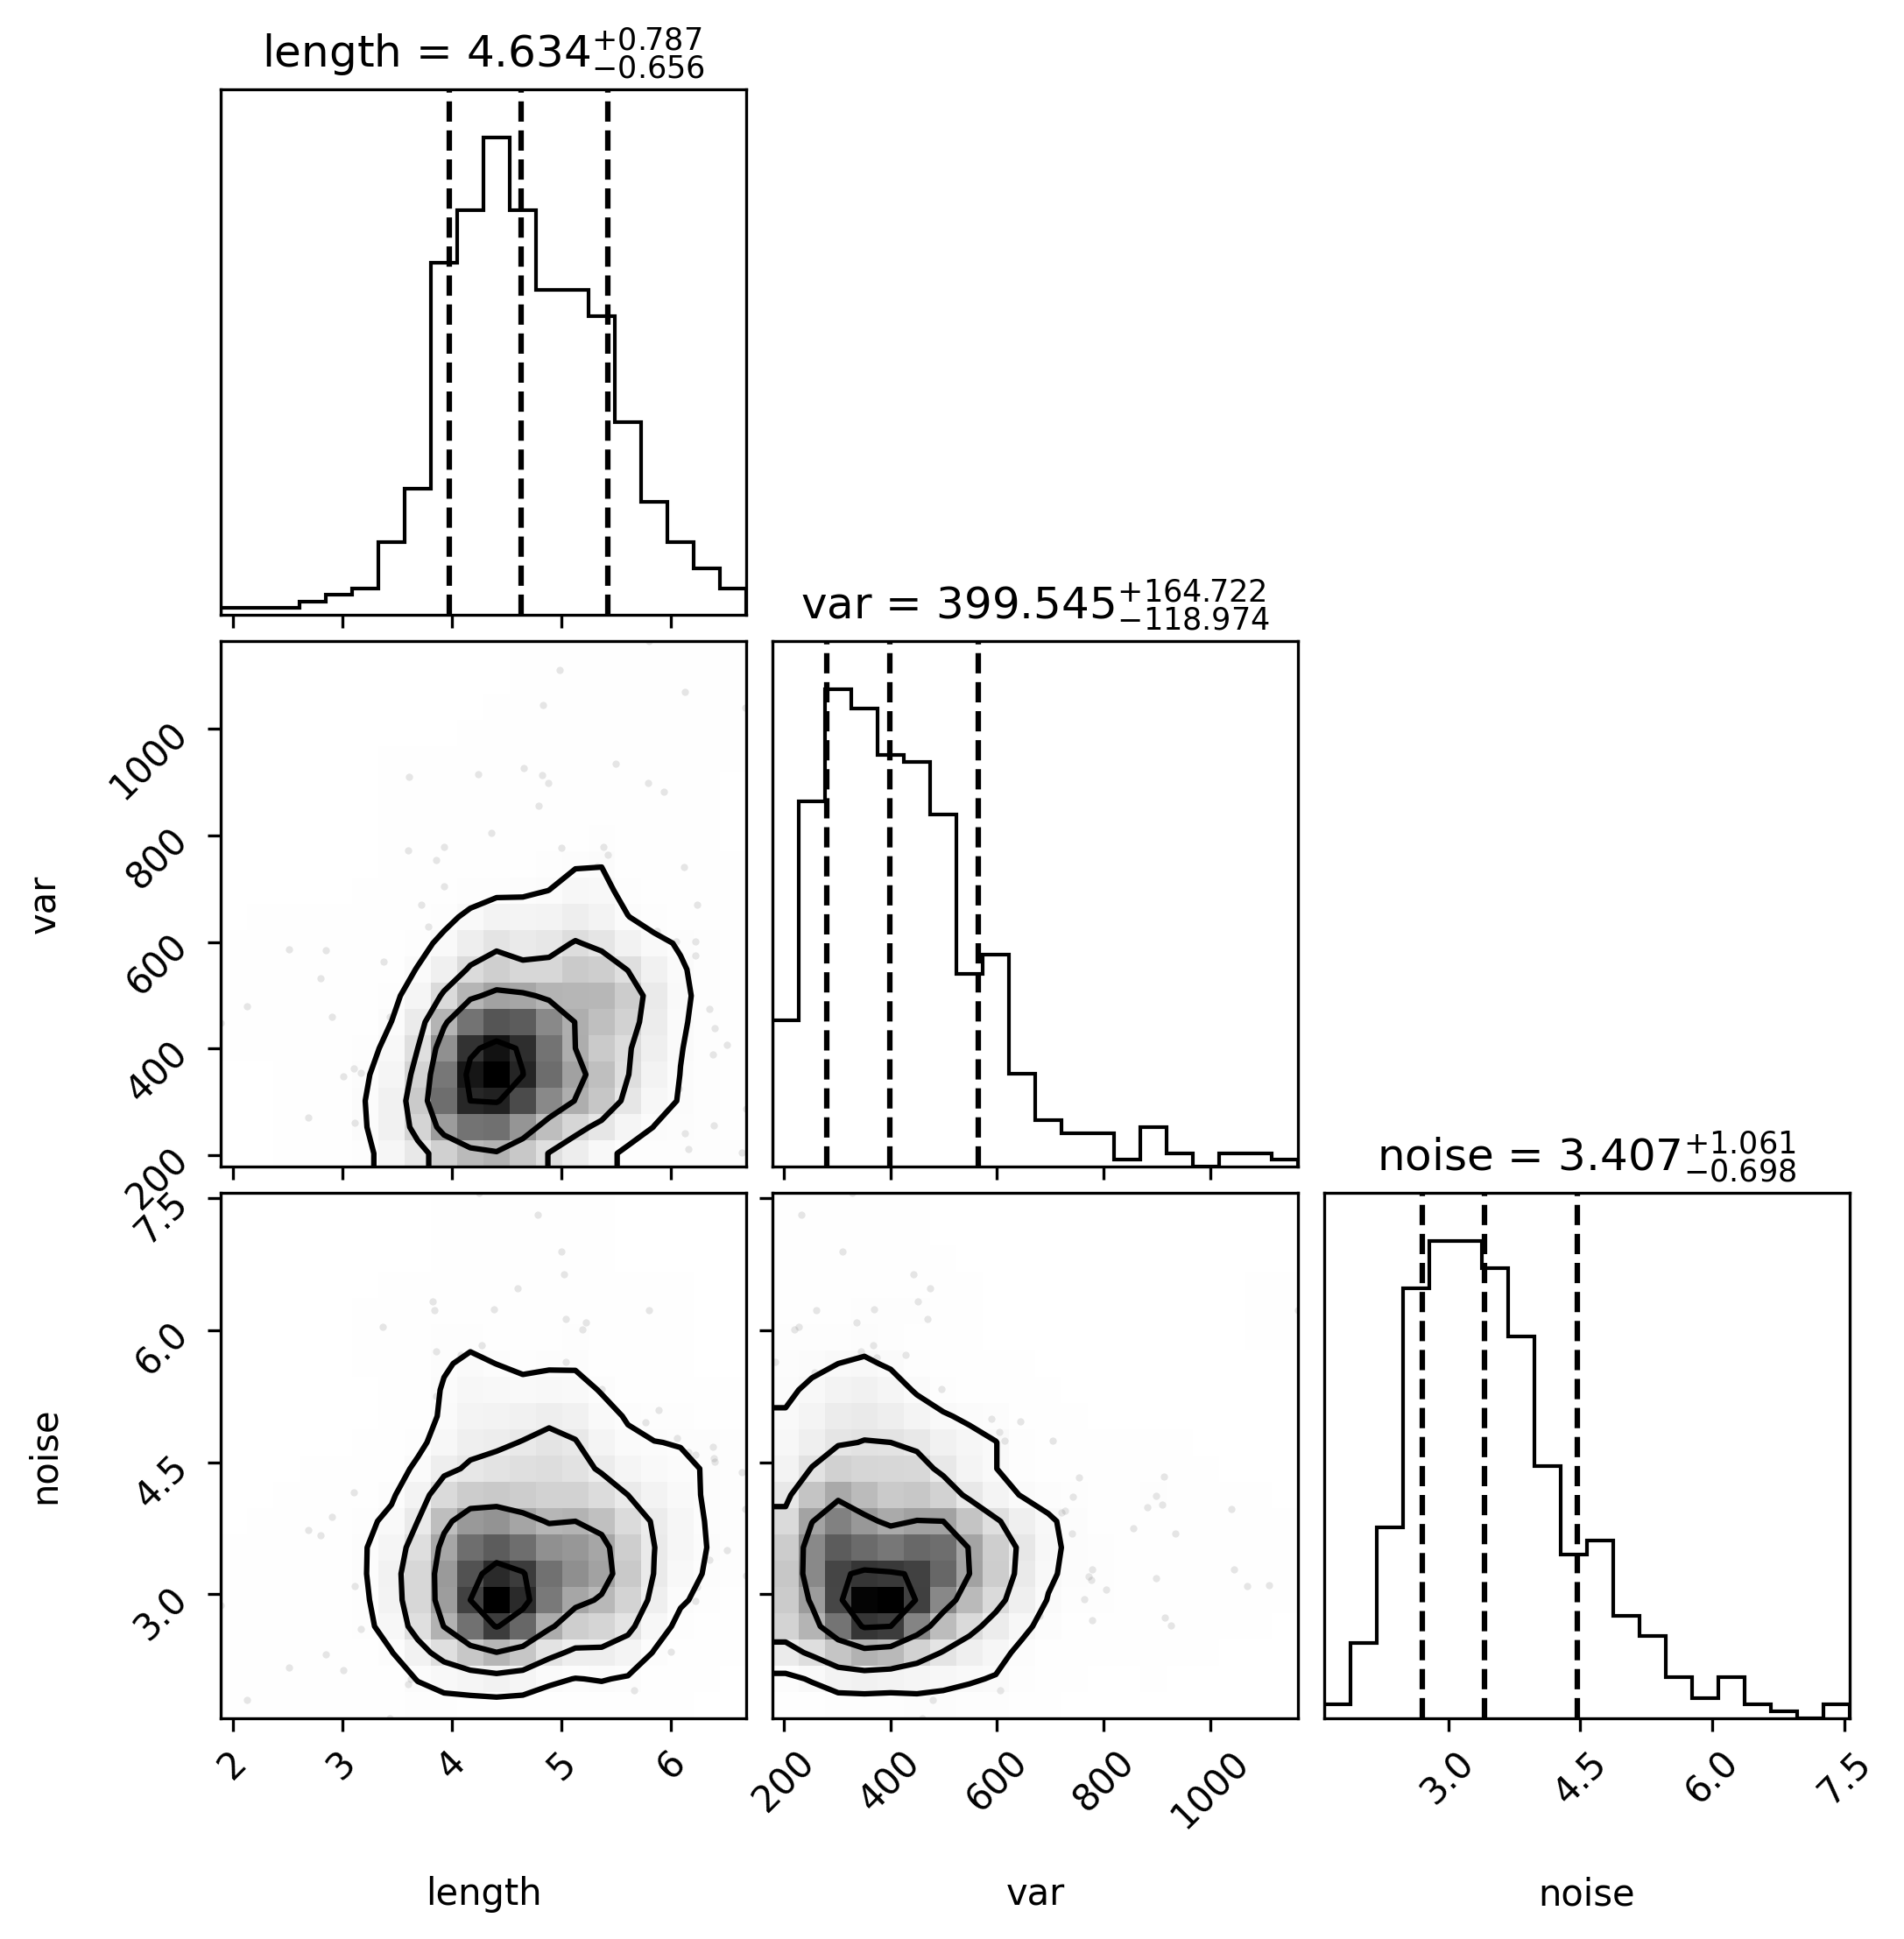 length = 4.634+0.787−0.656
var = 399.545+164.722−118.974
var
1000
800
600
400
200
noise = 3.407+1.061−0.698
noise
7.5
6.0
4.5
3.0
2 3 4 5 6
200 400 600 800 1000
3.0 4.5 6.0 7.5
length
var
noise